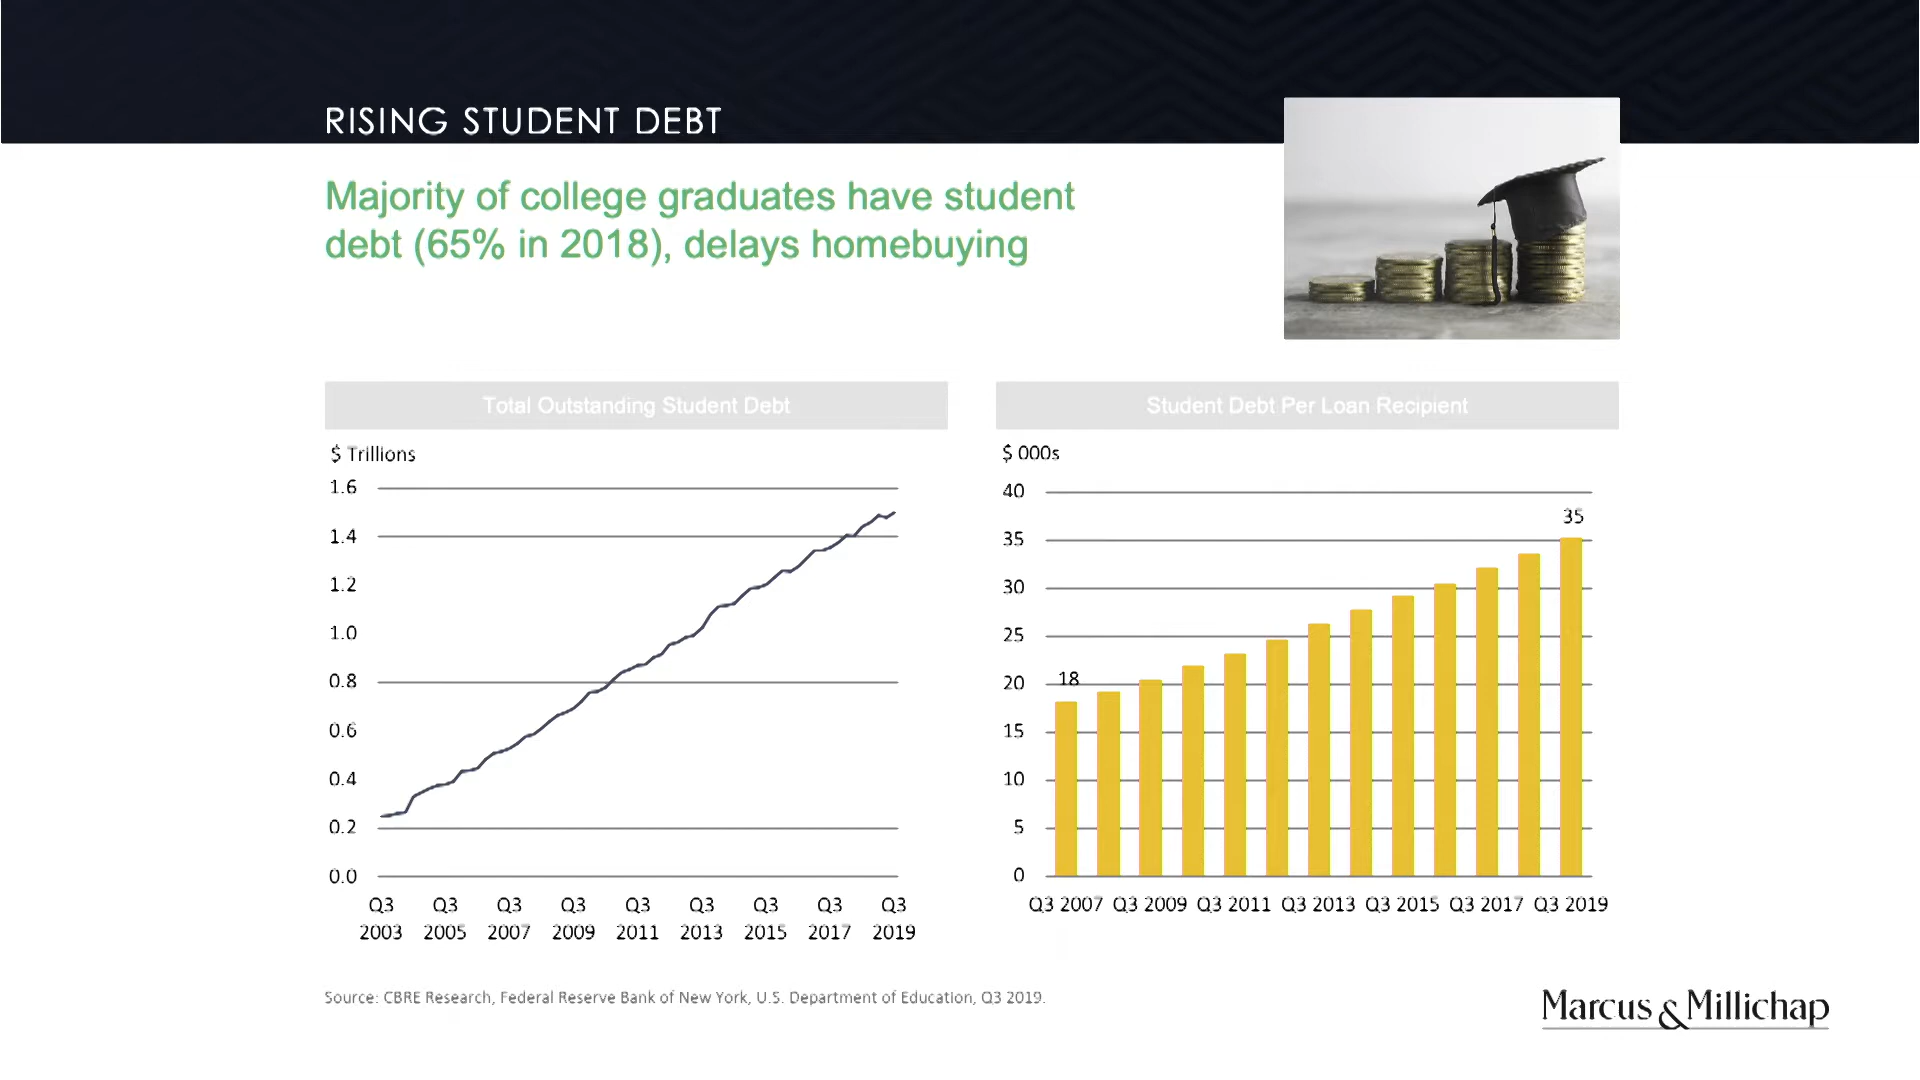 RISING STUDENT DEBT
Majority of college graduates have student
debt (65% in 2018), delays homebuying
Total Outstanding Student Debt
$ Trillions
1.6
1.4
1.2
1.0
0.8
0.6
0.4
0.2
0.0
Q3 Q3 Q3 Q3 Q3 Q3 Q3 Q3 Q3
2003 2005 2007 2009 2011 2013 2015 2017 2019
Student Debt Per Loan Recipient
$ 000s
40
35
35
30
25
18
20
15
10
5
0
Q3 2007 Q3 2009 Q3 2011 Q3 2013 Q3 2015 Q3 2017 Q3 2019
Source: CBRE Research, Federal Reserve Bank of New York, U.S. Department of Education, Q3 2019.
Marcus & Millichap